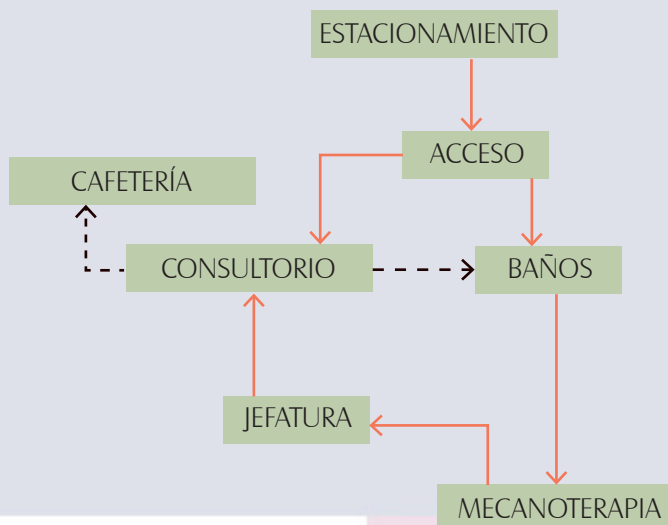 ESTACIONAMIENTO
ACCESO
CAFETERÍA
CONSULTORIO
BAÑOS
JEFATURA
MECANOTERAPIA